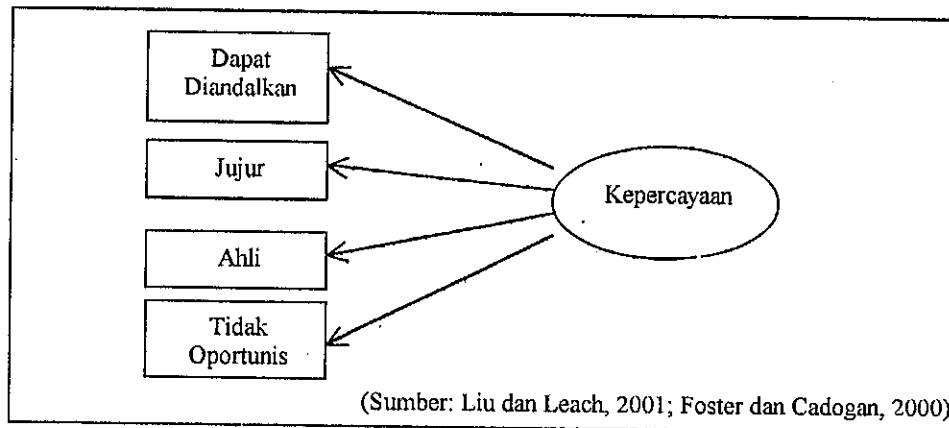 Dapat
Diandalkan
Jujur
Ahli
Tidak
Oportunis
Kepercayaan
(Sumber: Liu dan Leach, 2001; Foster dan Cadogan, 2000)